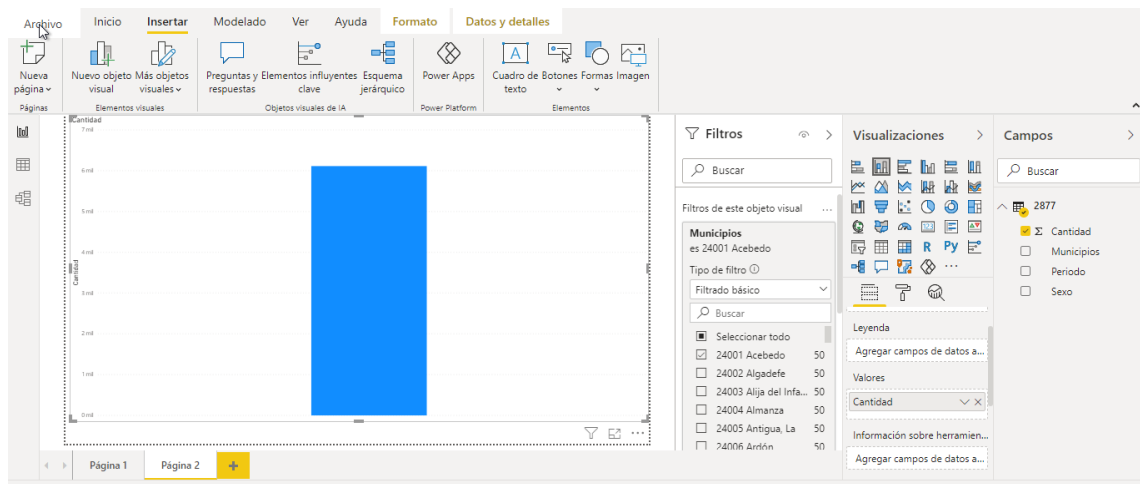 Archivo Inicio Insertar Modelado Ver Ayuda Formato Datos y detalles
Nueva página
Nuevo objeto visual
Más objetos visuales
Preguntas y respuestas
Elementos influyentes clave
Esquema jerárquico
Power Apps
Cuadro de texto
Botones
Formas
Imagen
Páginas
Elementos visuales
Objetos visuales de IA
Power Platform
Elementos
Cantidad
7 mil
6 mil
5 mil
4 mil
3 mil
2 mil
1 mil
0 mil
Cantidad
Filtros
Buscar
Filtros de este objeto visual ...
Municipios
es 24001 Acebedo
Tipo de filtro
Filtrado básico
Buscar
Seleccionar todo
24001 Acebedo 50
24002 Algadefe 50
24003 Alija del Infa... 50
24004 Almanza 50
24005 Antigua, La 50
24006 Ardón 50
Visualizaciones
R Py
123
...
Leyenda
Agregar campos de datos a...
Valores
Cantidad
Información sobre herramien...
Agregar campos de datos a...
Campos
Buscar
2877
Σ Cantidad
Municipios
Periodo
Sexo
Página 1 Página 2 +